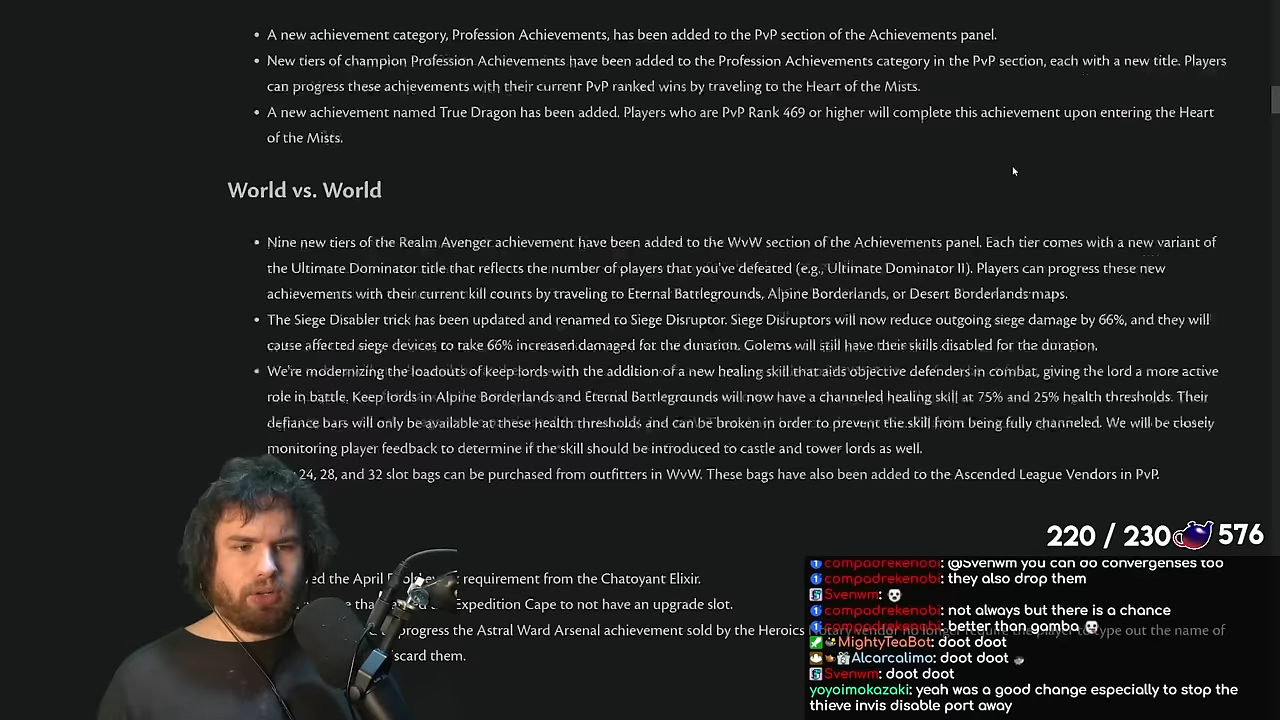 A new achievement category, Profession Achievements, has been added to the PvP section of the Achievements panel.
New tiers of champion Profession Achievements have been added to the Profession Achievements category in the PvP section, each with a new title. Players
can progress these achievements with their current PvP ranked wins by traveling to the Heart of the Mists.
A new achievement named True Dragon has been added. Players who are PvP Rank 469 or higher will complete this achievement upon entering the Heart
of the Mists.
World vs. World
Nine new tiers of the Realm Avenger achievement have been added to the WvW section of the Achievements panel. Each tier comes with a new variant of
the Ultimate Dominator title that reflects the number of players that you've defeated (e.g., Ultimate Dominator II). Players can progress these new
achievements with their current kill counts by traveling to Eternal Battlegrounds, Alpine Borderlands, or Desert Borderlands maps.
The Siege Disabler trick has been updated and renamed to Siege Disruptor. Siege Disruptors will now reduce outgoing siege damage by 66%, and they will
cause affected siege devices to take 66% increased damaged for the duration. Golems will still have their skills disabled for the duration.
We're modernizing the loadouts of keep lords with the addition of a new healing skill that aids objective defenders in combat, giving the lord a more active
role in battle. Keep lords in Alpine Borderlands and Eternal Battlegrounds will now have a channeled healing skill at 75% and 25% health thresholds. Their
defiance bars will only be available at these health thresholds and can be broken in order to prevent the skill from being fully channeled. We will be closely
monitoring player feedback to determine if the skill should be introduced to castle and tower lords as well.
24, 28, and 32 slot bags can be purchased from outfitters in WvW. These bags have also been added to the Ascended League Vendors in PvP.
220 / 230 576
the April requirement from the Chatoyant Elixir.
Expedition Cape to not have an upgrade slot.
progress the Astral Ward Arsenal achievement sold by the Heroics Notary vendor no longer require the player to type out the name of
discard them.
compadrekenobi: @Svenwm you can do convergenses too
compadrekenobi: they also drop them
Svenwm:
compadrekenobi: not always but there is a chance
compadrekenobi: better than gamba
MightyTeaBot: doot doot
Alcarcalimo: doot doot
Svenwm: doot doot
yoyoimokazaki: yeah was a good change especially to stop the
thieve invis disable port away